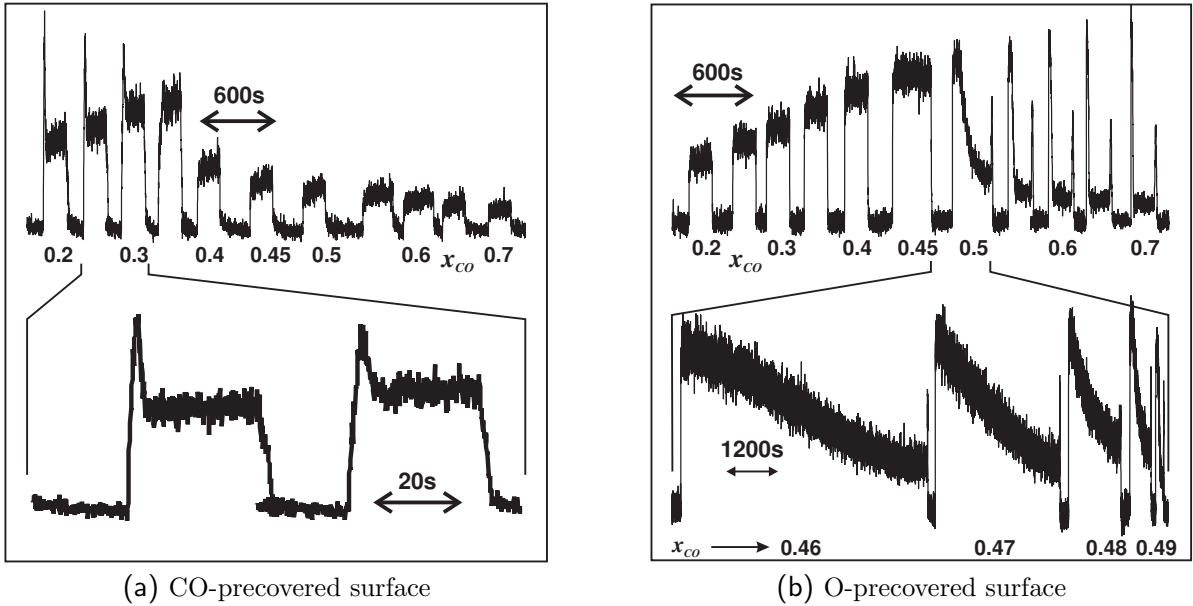 600s
0.2 0.3 0.4 0.45 0.5 0.6 x_CO 0.7
20s
(a) CO-precovered surface
600s
0.2 x_CO 0.3 0.4 0.45 0.5 0.6 0.7
1200s
x_CO 0.46 0.47 0.48 0.49
(b) O-precovered surface